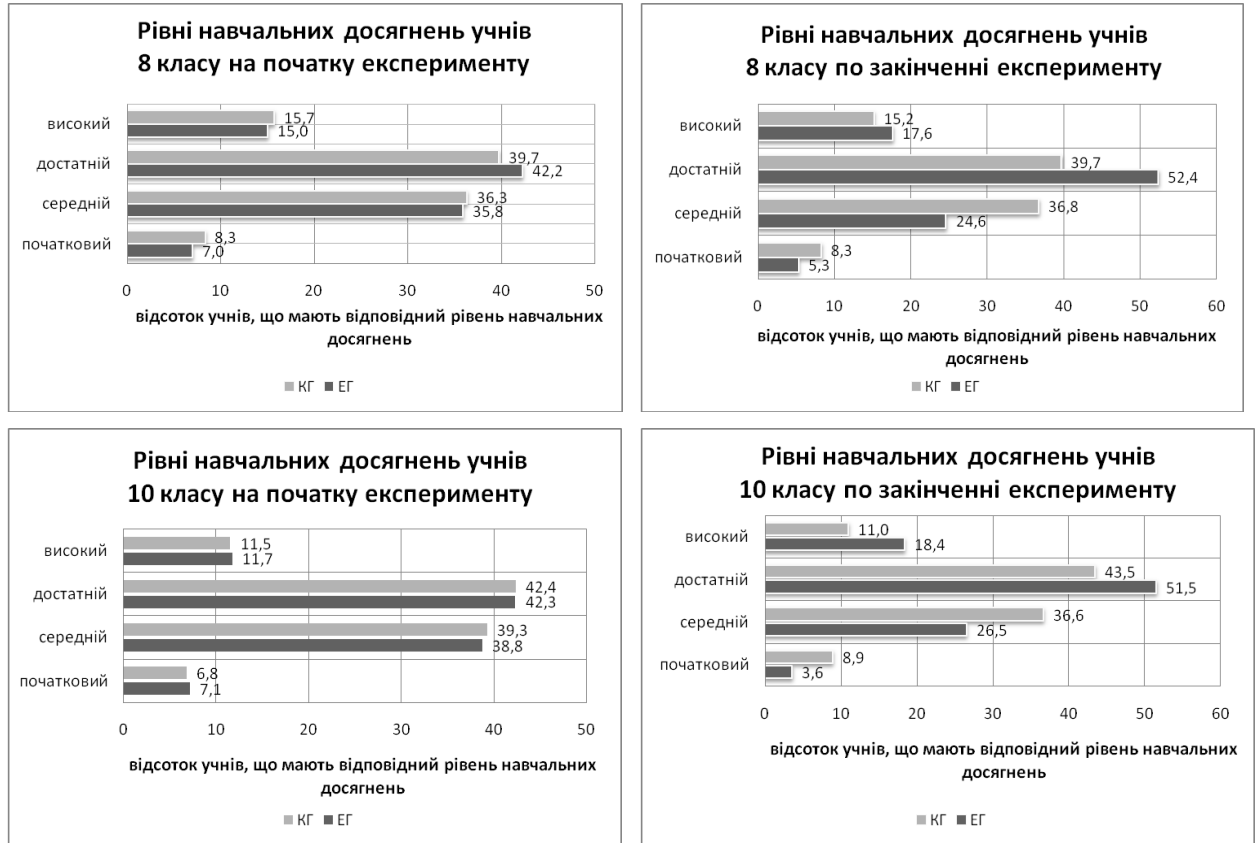 Рівні навчальних досягнень учнів
8 класу на початку експерименту
високий
15,7
15,0
достатній
39,7
42,2
середній
36,3
35,8
початковий
8,3
7,0
0 10 20 30 40 50
відсоток учнів, що мають відповідний рівень навчальних
досягнень
КГ ЕГ
Рівні навчальних досягнень учнів
8 класу по закінченні експерименту
високий
15,2
17,6
достатній
39,7
52,4
середній
36,8
24,6
початковий
8,3
5,3
0 10 20 30 40 50 60
відсоток учнів, що мають відповідний рівень навчальних
досягнень
КГ ЕГ
Рівні навчальних досягнень учнів
10 класу на початку експерименту
високий
11,5
11,7
достатній
42,4
42,3
середній
39,3
38,8
початковий
6,8
7,1
0 10 20 30 40 50
відсоток учнів, що мають відповідний рівень навчальних
досягнень
КГ ЕГ
Рівні навчальних досягнень учнів
10 класу по закінченні експерименту
високий
11,0
18,4
достатній
43,5
51,5
середній
36,6
26,5
початковий
8,9
3,6
0 10 20 30 40 50 60
відсоток учнів, що мають відповідний рівень навчальних
досягнень
КГ ЕГ